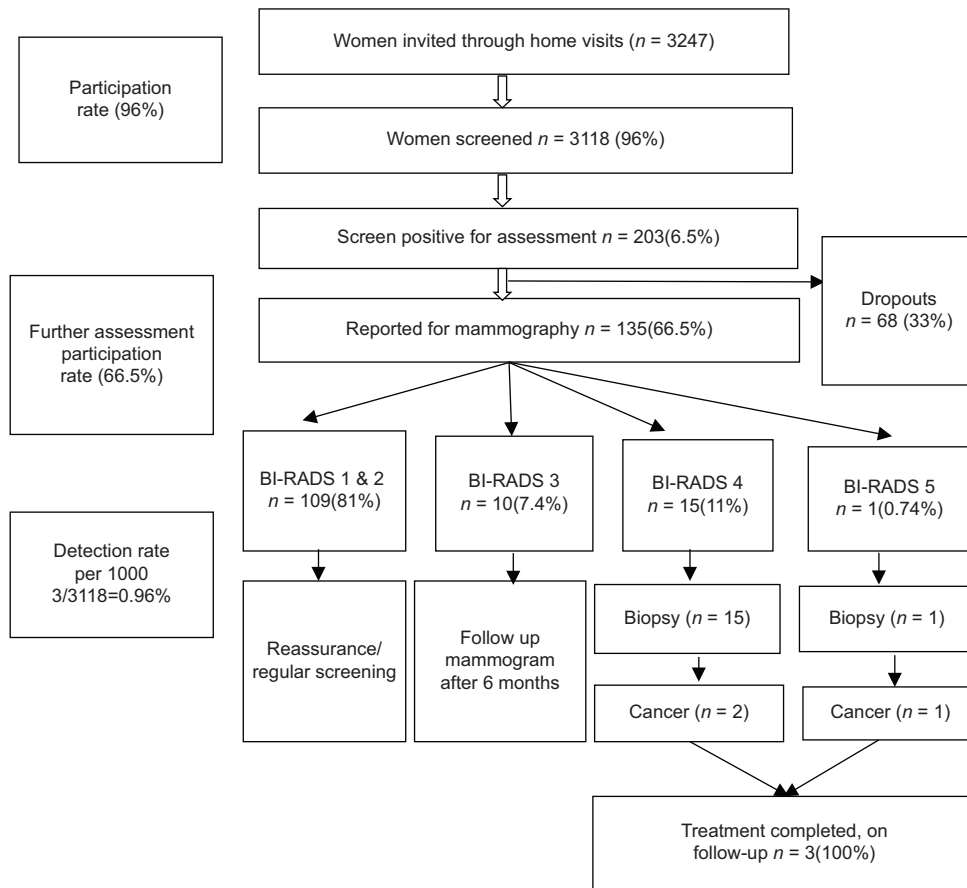 Women invited through home visits (n = 3247)
Participation
rate (96%)
Women screened n = 3118 (96%)
Screen positive for assessment n = 203(6.5%)
Dropouts
n = 68 (33%)
Further assessment
participation
rate (66.5%)
Reported for mammography n = 135(66.5%)
BI-RADS 1 & 2
n = 109(81%)
BI-RADS 3
n = 10(7.4%)
BI-RADS 4
n = 15(11%)
BI-RADS 5
n = 1(0.74%)
Detection rate
per 1000
3/3118=0.96%
Reassurance/
regular screening
Follow up
mammogram
after 6 months
Biopsy (n = 15)
Biopsy (n = 1)
Cancer (n = 2)
Cancer (n = 1)
Treatment completed, on
follow-up n = 3(100%)